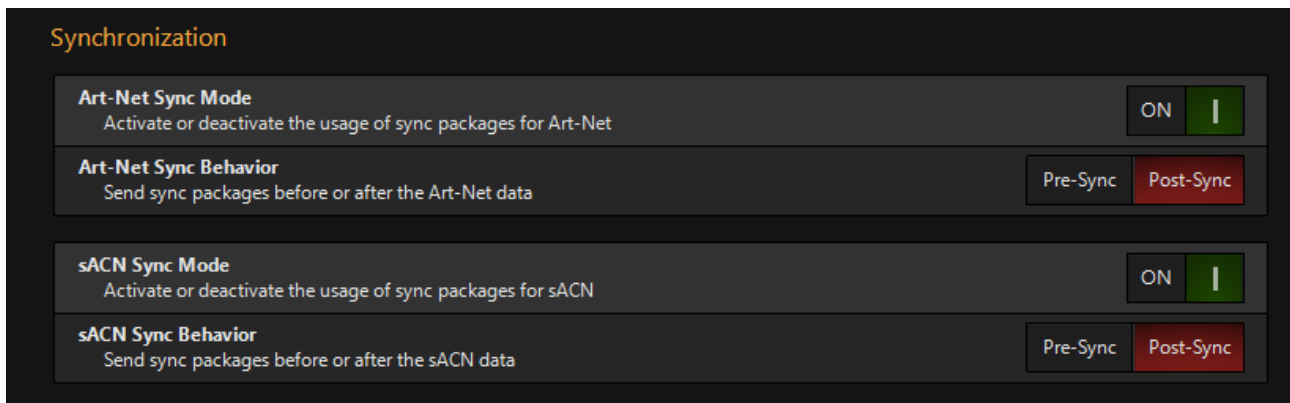 Synchronization
Art-Net Sync Mode
Activate or deactivate the usage of sync packages for Art-Net
ON
Art-Net Sync Behavior
Send sync packages before or after the Art-Net data
Pre-Sync Post-Sync
sACN Sync Mode
Activate or deactivate the usage of sync packages for sACN
ON
sACN Sync Behavior
Send sync packages before or after the sACN data
Pre-Sync Post-Sync